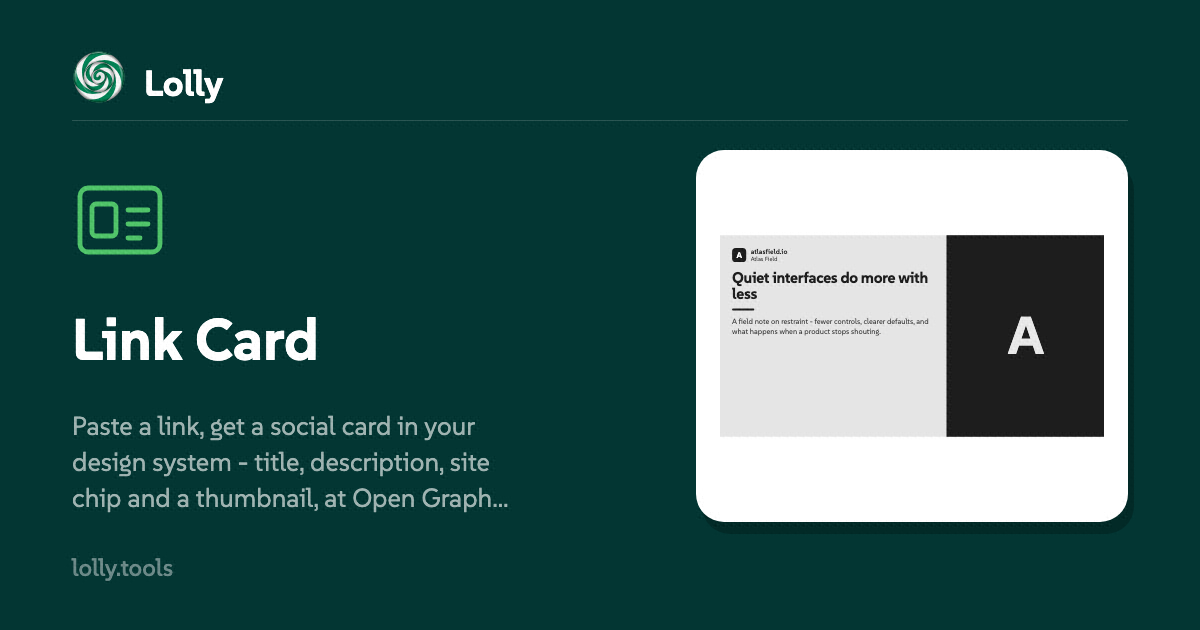 Lolly
Link Card
Paste a link, get a social card in your
design system - title, description, site
chip and a thumbnail, at Open Graph...
lolly.tools
A
atlasfield.io
Atlas Field
Quiet interfaces do more with
less
A field note on restraint - fewer controls, clearer defaults, and
what happens when a product stops shouting.
A